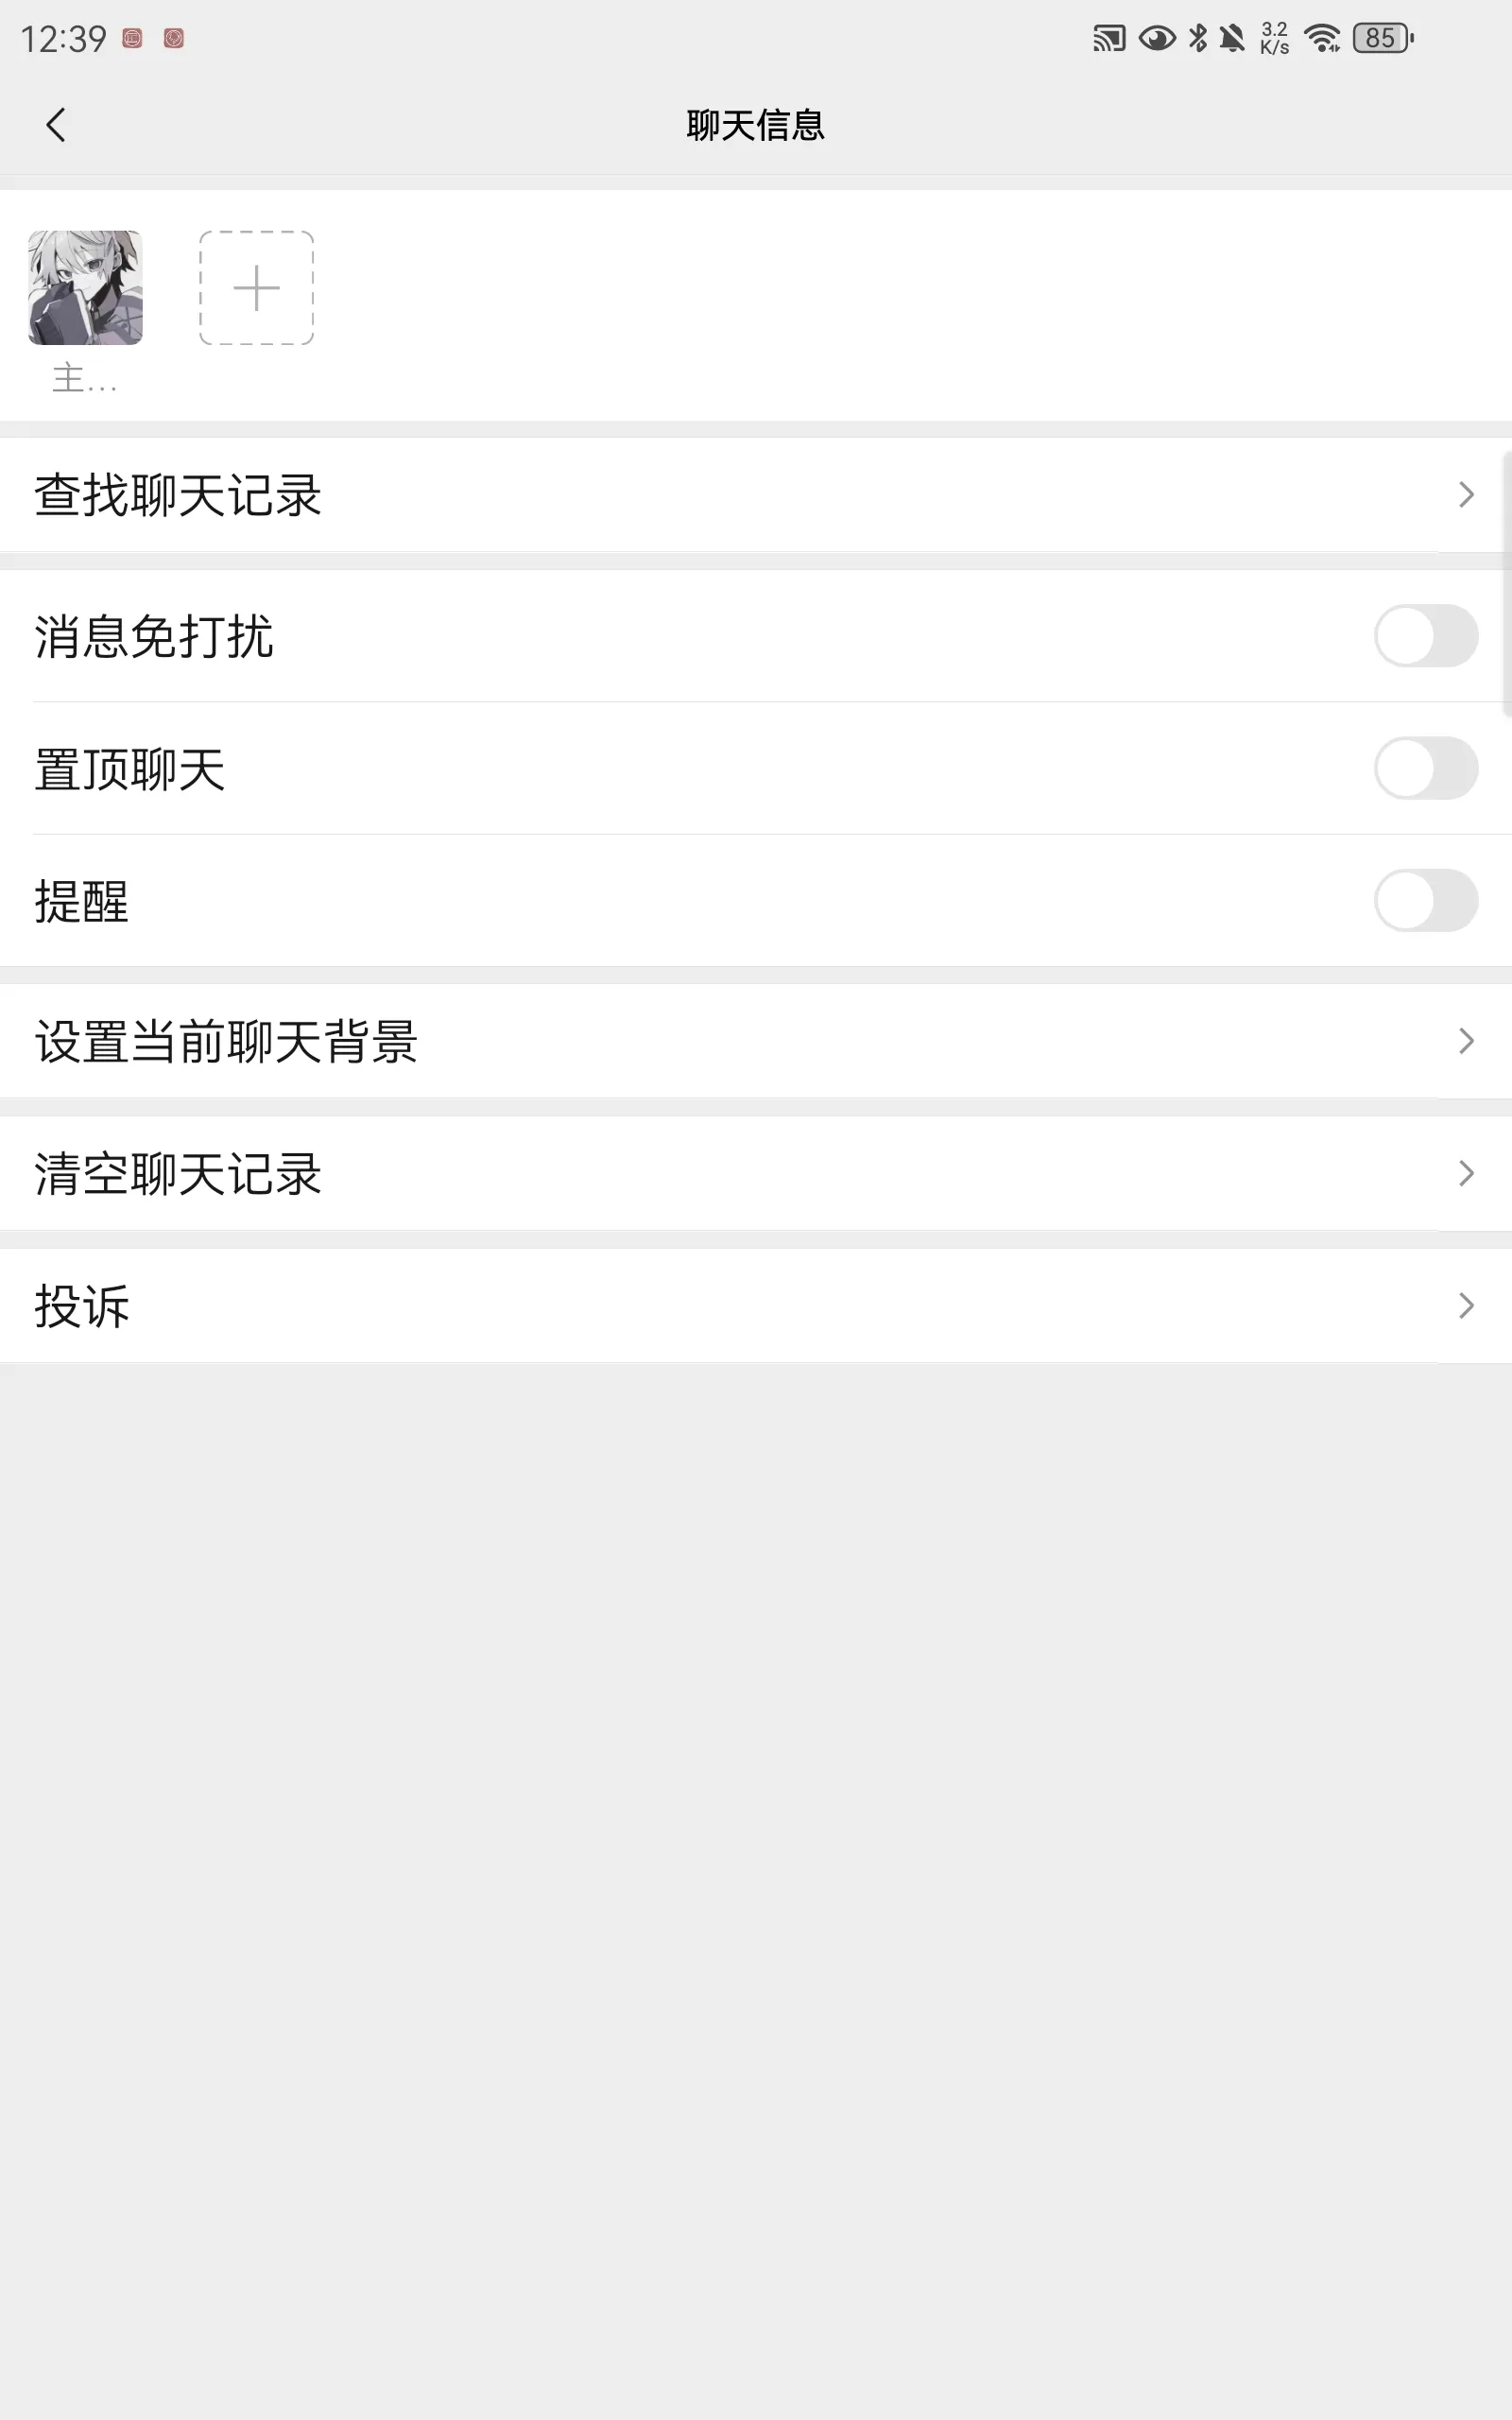 12:39
3.2
K/s
85
聊天信息
主...
查找聊天记录
消息免打扰
置顶聊天
提醒
设置当前聊天背景
清空聊天记录
投诉